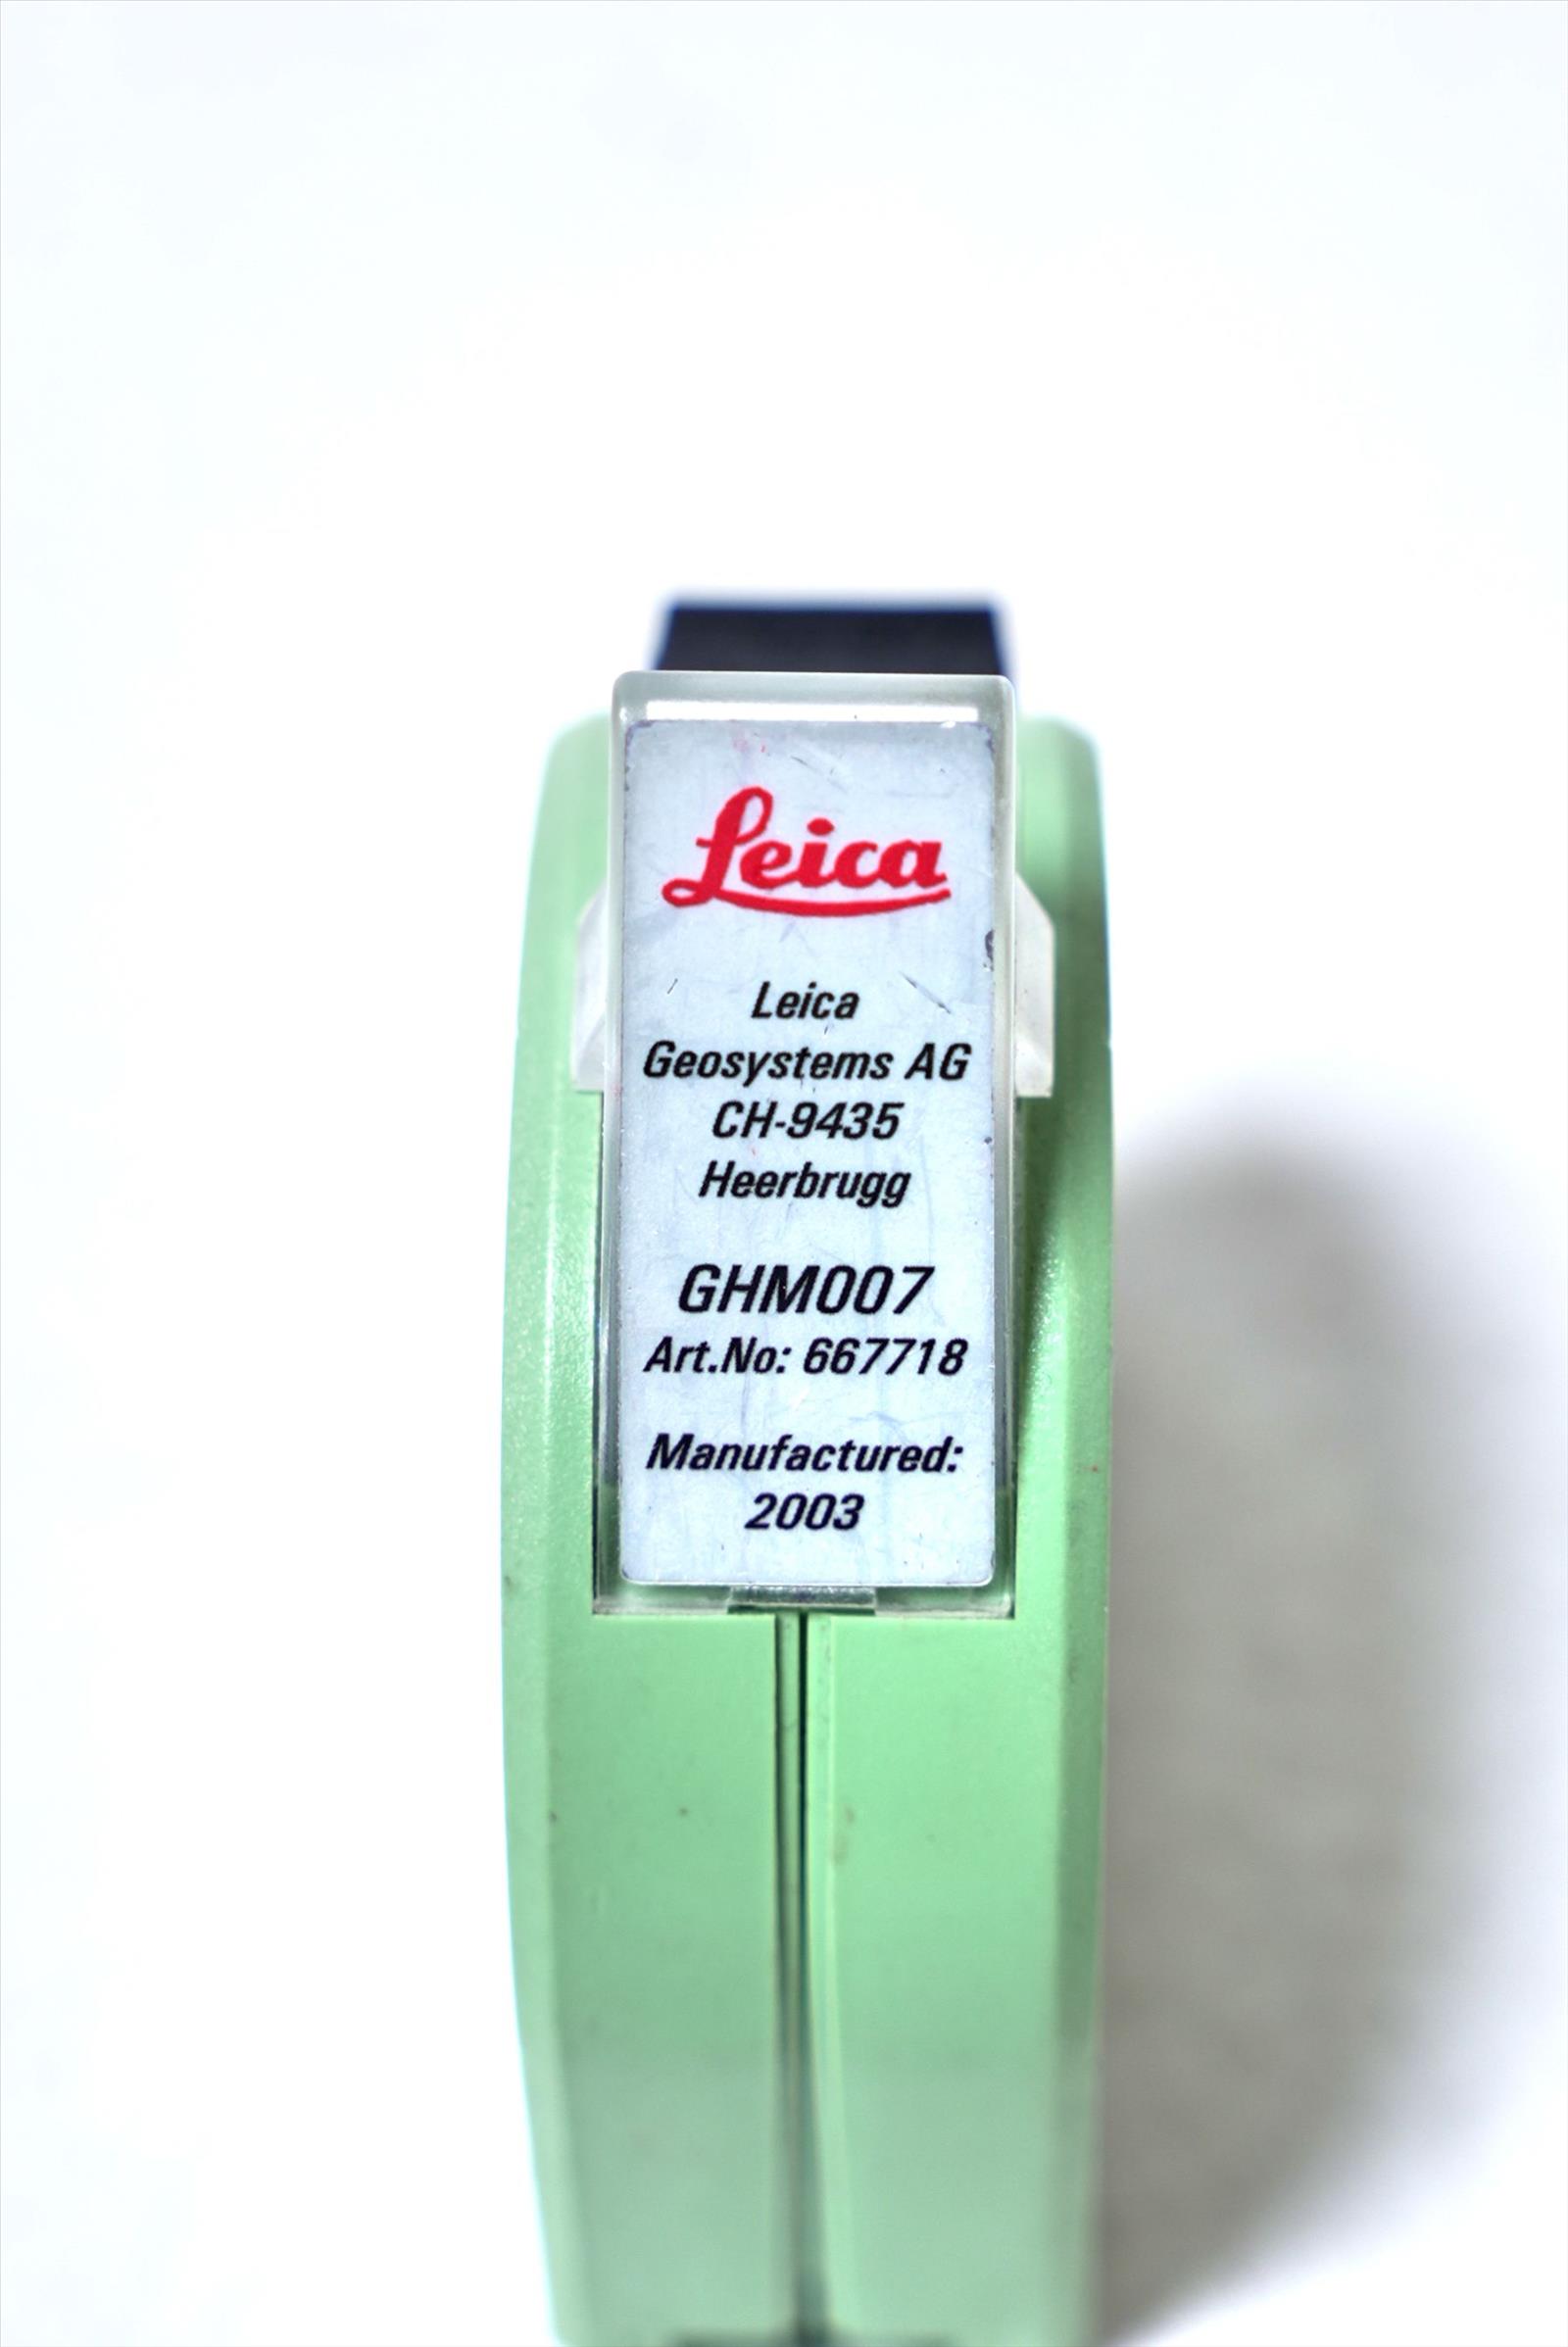 Leica
Leica
Geosystems AG
CH-9435
Heerbrugg
GHM007
Art.No: 667718
Manufactured:
2003